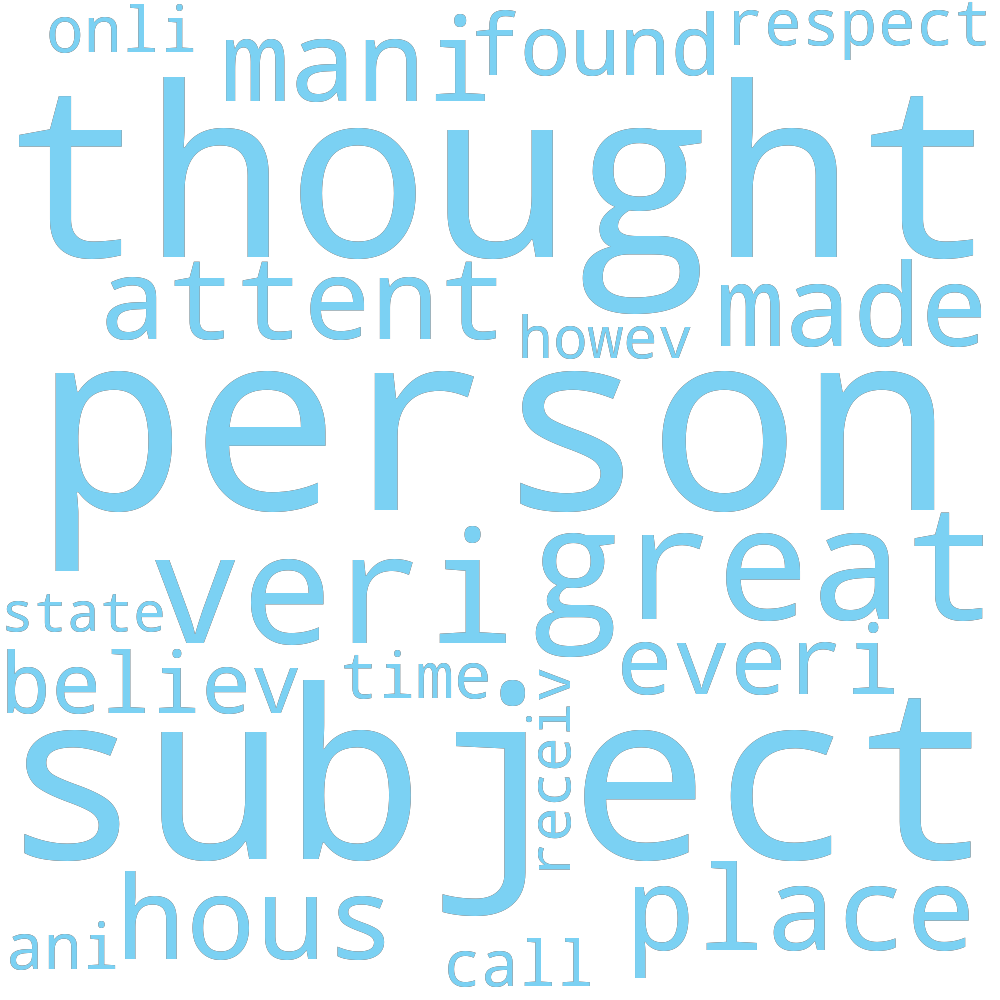 onli
mani
found
respect
thought
attent
made
howev
person
veri
great
state
everi
believ
time
receiv
subject
hous
place
ani
call